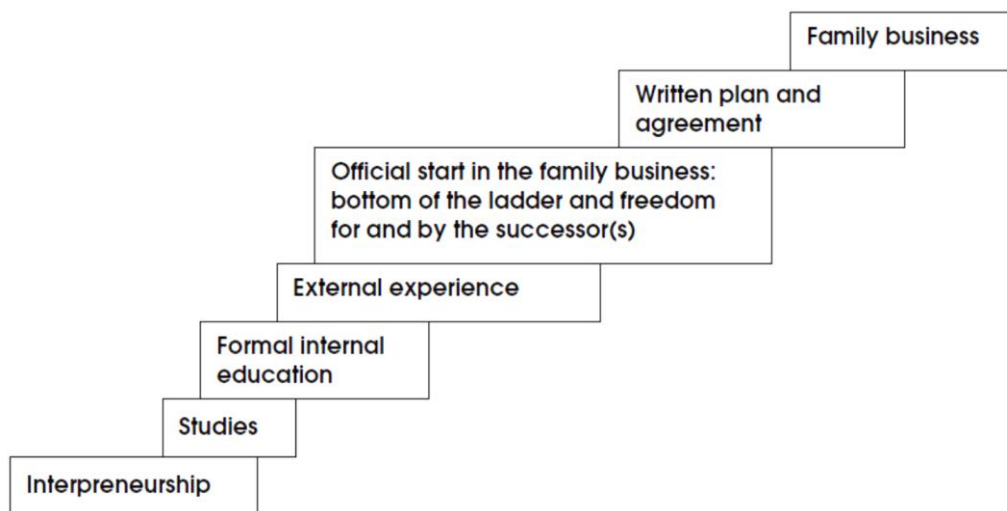 Family business
Written plan and
agreement
Official start in the family business:
bottom of the ladder and freedom
for and by the successor(s)
External experience
Formal internal
education
Studies
Interpreneurship